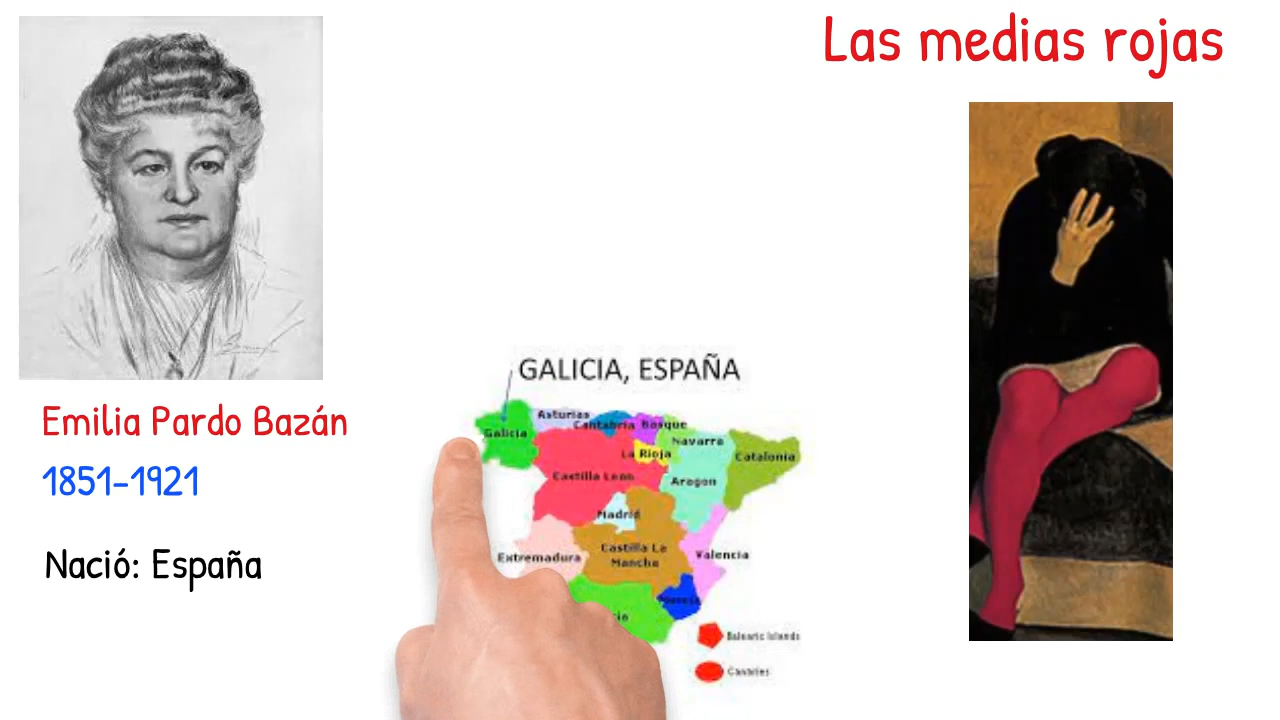 Las medias rojas
GALICIA, ESPAÑA
Asturias
Cantabria
Basque
Galicia
Navarra
La Rioja
Catalonia
Castilla Leon
Aragon
Madrid
Castilla La
Mancha
Valencia
Extremadura
Balearic Islands
Canaries
Emilia Pardo Bazán
1851-1921
Nació: España